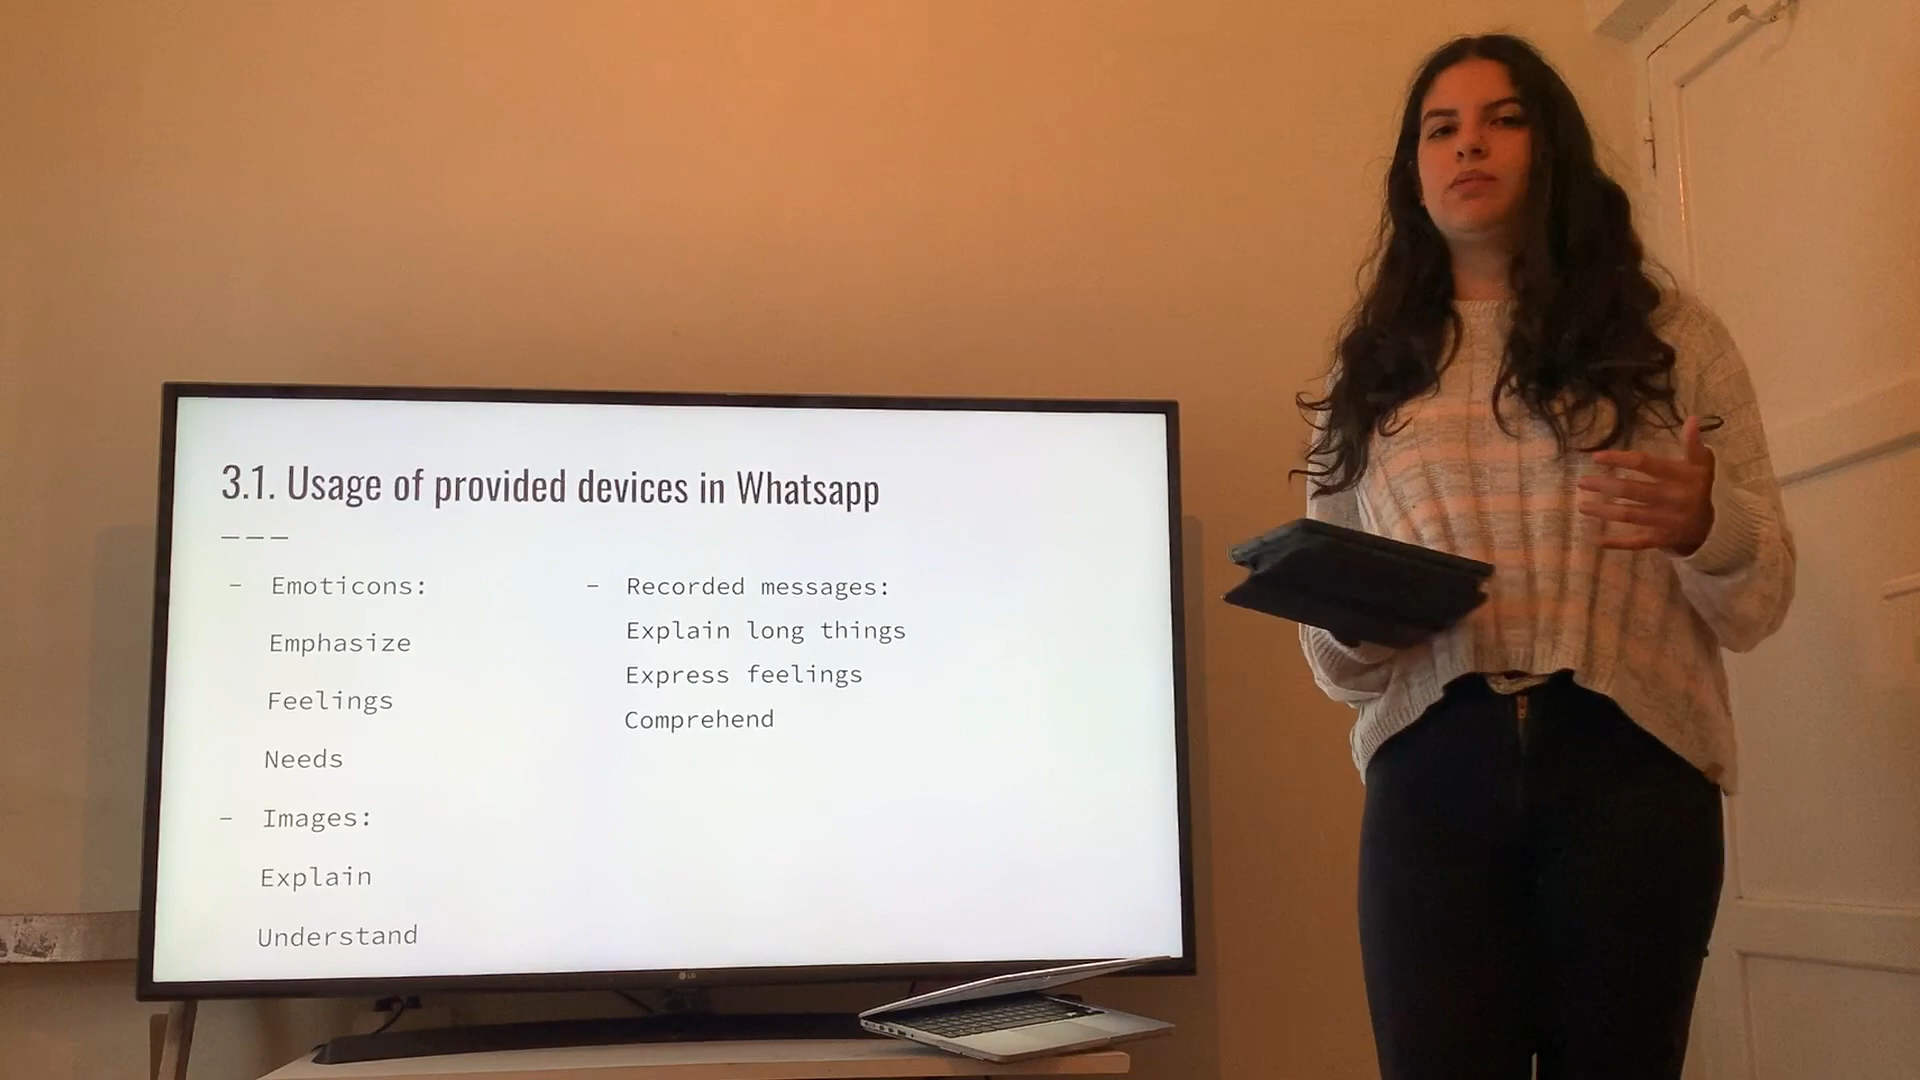 3.1. Usage of provided devices in Whatsapp
– Emoticons:
Emphasize
Feelings
Needs
– Images:
Explain
Understand
– Recorded messages:
Explain long things
Express feelings
Comprehend
LG